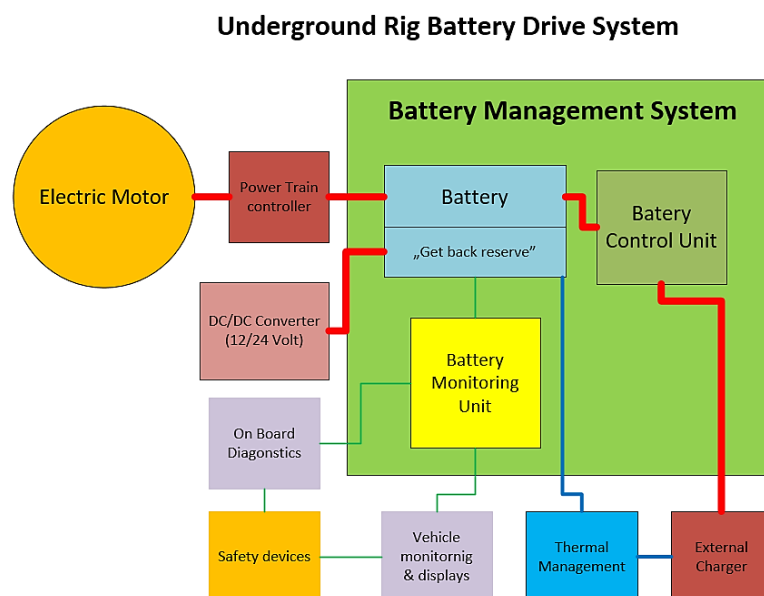 Underground Rig Battery Drive System
Battery Management System
Electric Motor
Power Train
controller
Battery
„Get back reserve”
Batery
Control Unit
DC/DC Converter
(12/24 Volt)
Battery
Monitoring
Unit
On Board
Diagonstics
Safety devices
Vehicle
monitornig
& displays
Thermal
Management
External
Charger